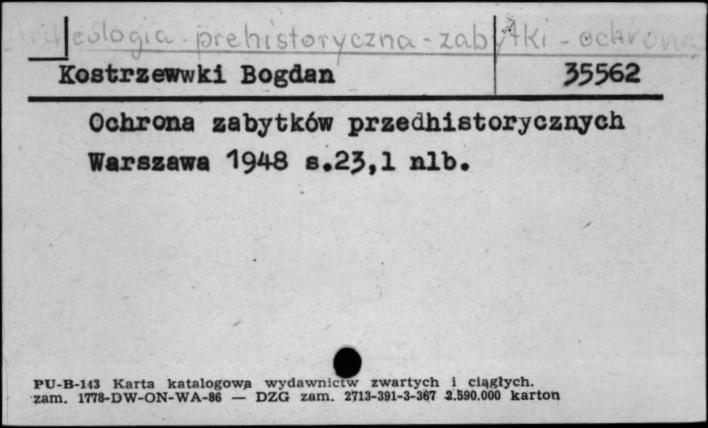 Archeologia prehistoryczna - zabytki - ochrona
Kostrzewwki Bogdan 35562
Ochrona zabytków przedhistorycznych
Warszawa 1948 s.23,1 nlb.
PU-B-143 Karta katalogowa wydawnictw zwartych i ciągłych.
zam. 1778-DW-ON-WA-86 — DZG zam. 2713-391-3-367 2.590.000 karton